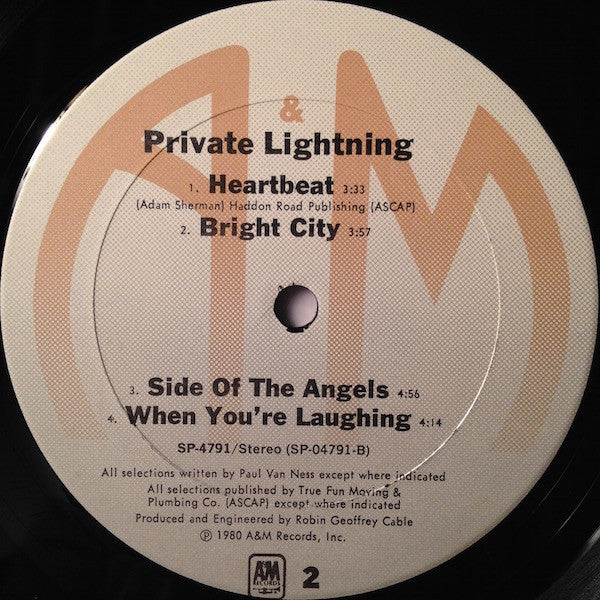 A&M
Private Lightning
1. Heartbeat 3:33
(Adam Sherman) Haddon Road Publishing (ASCAP)
2. Bright City 3:57
3. Side Of The Angels 4:56
4. When You're Laughing 4:14
SP-4791/Stereo (SP-04791-B)
All selections written by Paul Van Ness except where indicated
All selections published by True Fun Moving &
Plumbing Co. (ASCAP) except where indicated
Produced and Engineered by Robin Geoffrey Cable
℗ 1980 A&M Records, Inc.
A&M
RECORDS
2